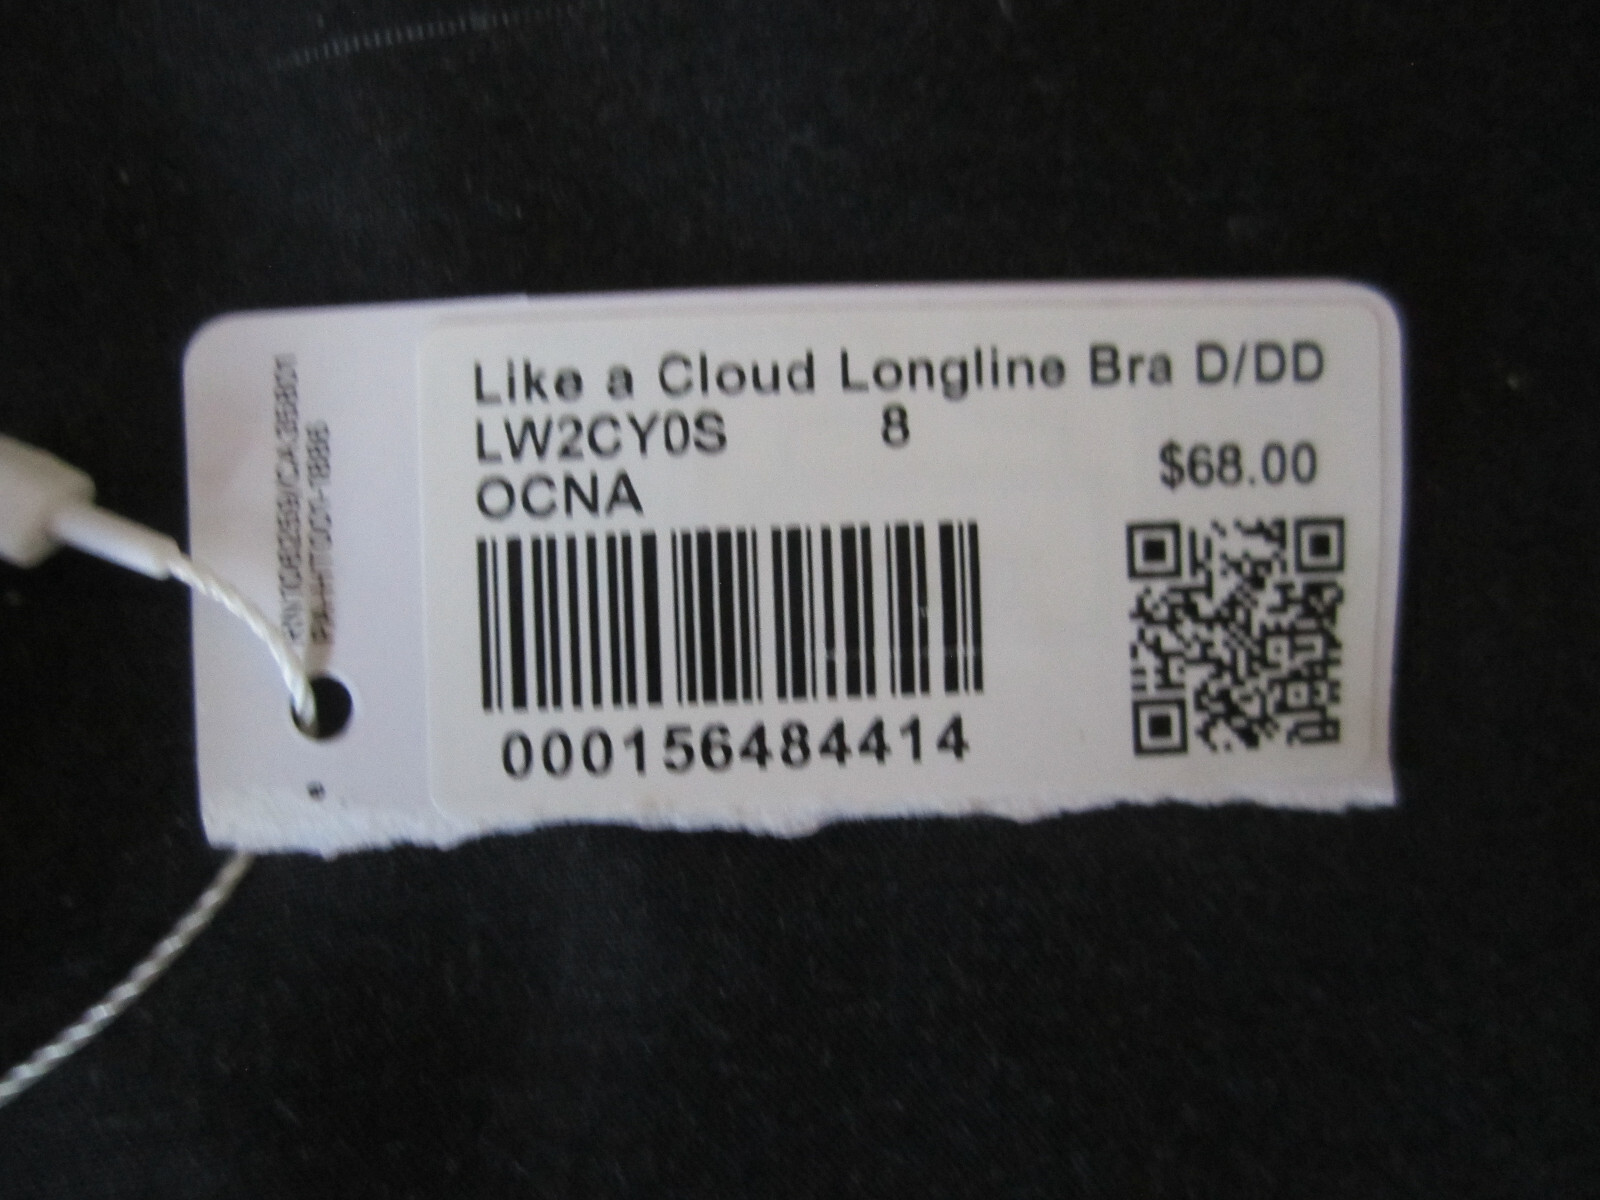 Like a Cloud Longline Bra D/DD
LW2CY0S 8
$68.00
OCNA
000156484414